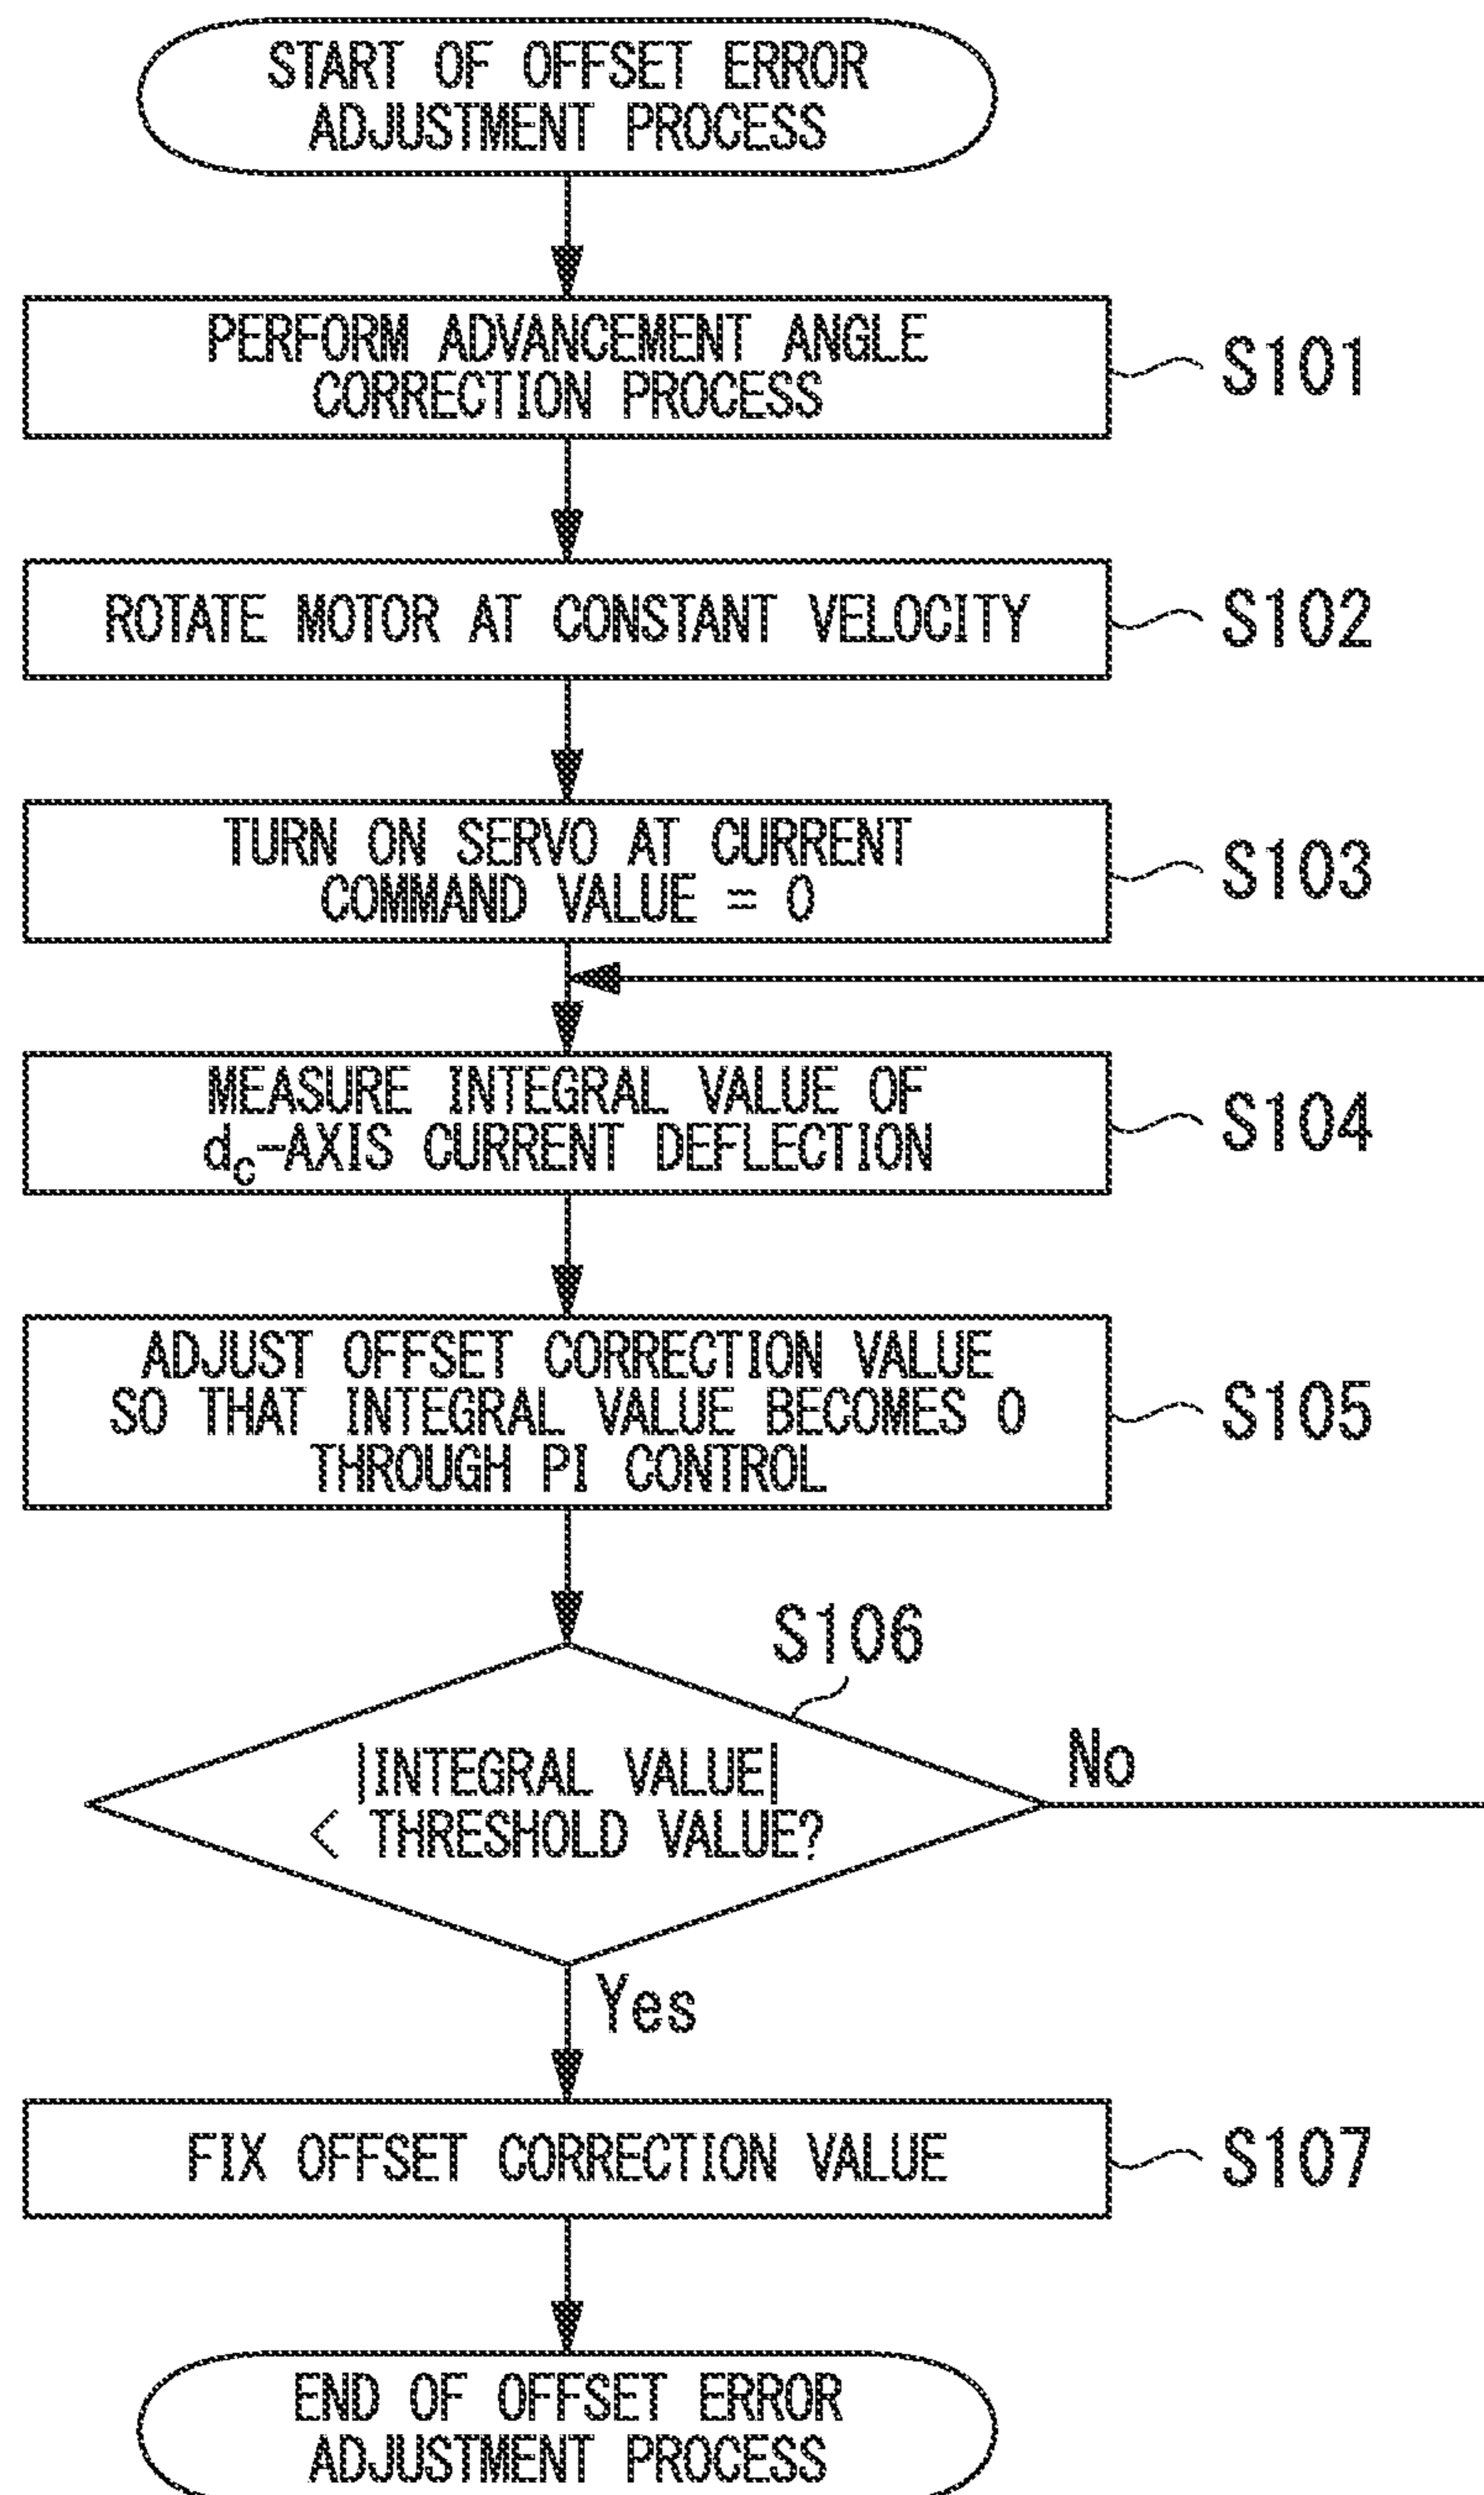 START OF OFFSET ERROR
ADJUSTMENT PROCESS
PERFORM ADVANCEMENT ANGLE
CORRECTION PROCESS
S101
ROTATE MOTOR AT CONSTANT VELOCITY
S102
TURN ON SERVO AT CURRENT
COMMAND VALUE = 0
S103
MEASURE INTEGRAL VALUE OF
dc-AXIS CURRENT DEFLECTION
S104
ADJUST OFFSET CORRECTION VALUE
SO THAT INTEGRAL VALUE BECOMES 0
THROUGH PI CONTROL
S105
S106
|INTEGRAL VALUE|
< THRESHOLD VALUE?
No
Yes
FIX OFFSET CORRECTION VALUE
S107
END OF OFFSET ERROR
ADJUSTMENT PROCESS